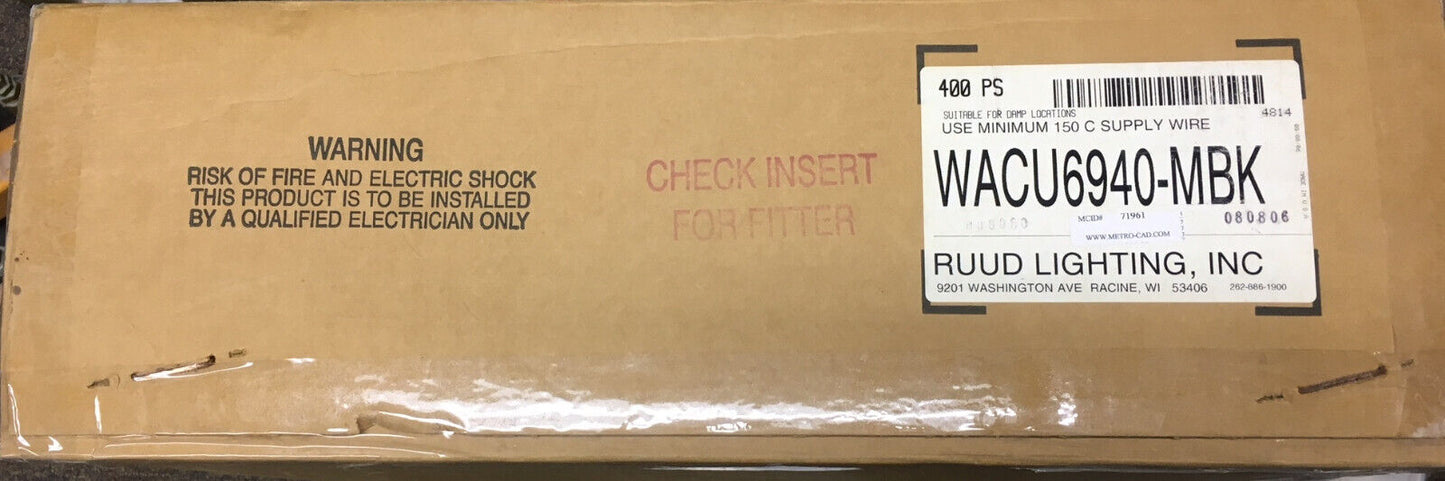 WARNING
RISK OF FIRE AND ELECTRIC SHOCK
THIS PRODUCT IS TO BE INSTALLED
BY A QUALIFIED ELECTRICIAN ONLY
CHECK INSERT
FOR FITTER
400 PS
SUITABLE FOR DAMP LOCATIONS
4814
USE MINIMUM 150 C SUPPLY WIRE
WACU6940-MBK
MCID# 71961
WWW.METRO-CAD.COM
080806
RUUD LIGHTING, INC
9201 WASHINGTON AVE RACINE, WI 53406 262-886-1900